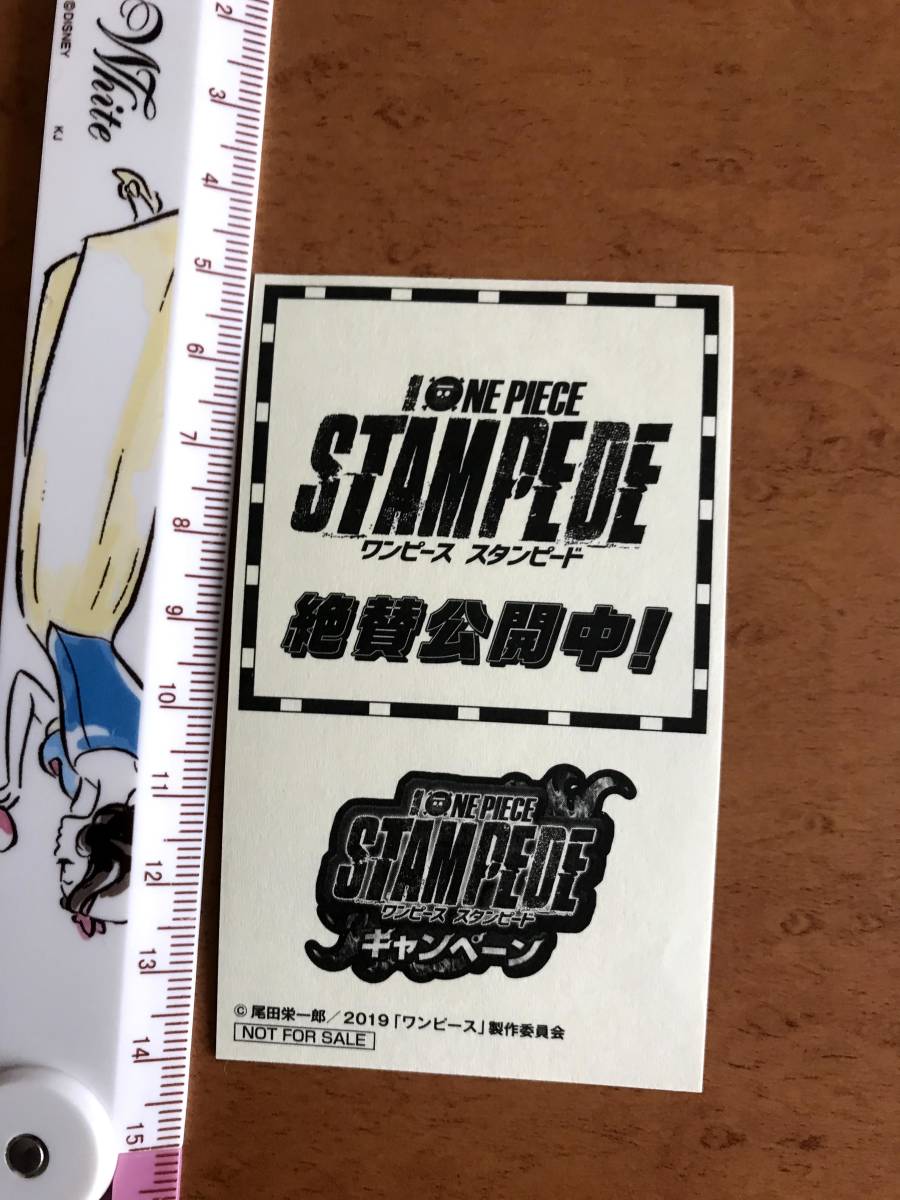 ©DISNEY
KJ
White
2
3
4
5
6
7
8
9
10
11
12
13
14
15
ONE PIECE
STAMPEDE
ワンピース スタンピード
絶賛公開中!
ONE PIECE
STAMPEDE
ワンピース スタンピード
キャンペーン
© 尾田栄一郎/2019「ワンピース」製作委員会
NOT FOR SALE